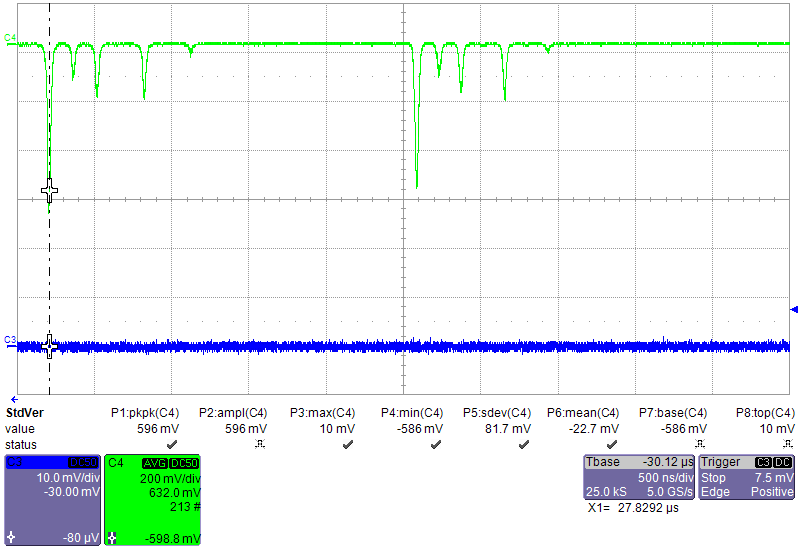 C4
C3
StdVer P1:pkpk(C4) P2:ampl(C4) P3:max(C4) P4:min(C4) P5:sdev(C4) P6:mean(C4) P7:base(C4) P8:top(C4)
value 596 mV 596 mV 10 mV -586 mV 81.7 mV -22.7 mV -586 mV 10 mV
status
C3 DC50 C4 AVG DC50 Tbase -30.12 µs Trigger C3 DC
10.0 mV/div 200 mV/div 500 ns/div Stop 7.5 mV
-30.00 mV 632.0 mV 25.0 kS 5.0 GS/s Edge Positive
213 # X1= 27.8292 µs
-80 µV -598.8 mV